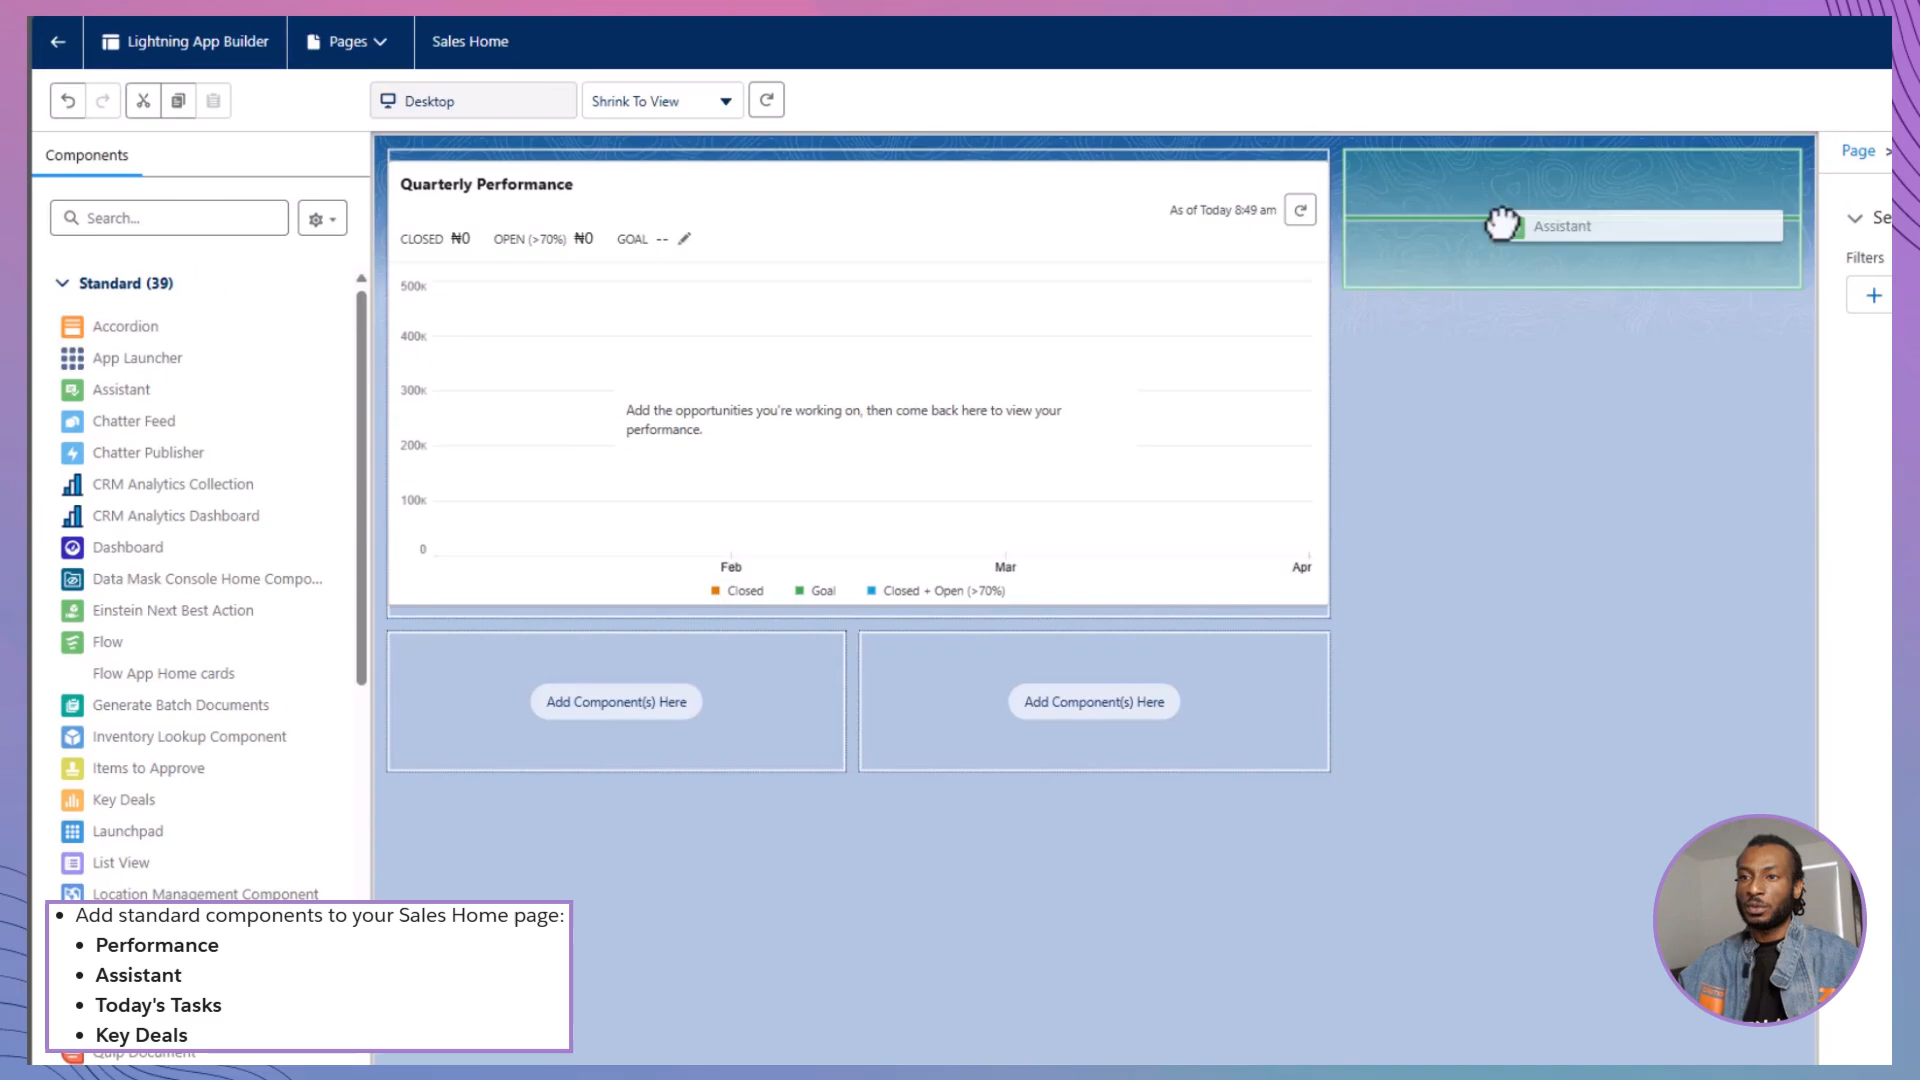 Lightning App Builder
Pages
Sales Home
Desktop
Shrink To View
Components
Search...
Standard (39)
Accordion
App Launcher
Assistant
Chatter Feed
Chatter Publisher
CRM Analytics Collection
CRM Analytics Dashboard
Dashboard
Data Mask Console Home Compo...
Einstein Next Best Action
Flow
Flow App Home cards
Generate Batch Documents
Inventory Lookup Component
Items to Approve
Key Deals
Launchpad
List View
Location Management Component
Quip Document
• Add standard components to your Sales Home page:
• Performance
• Assistant
• Today's Tasks
• Key Deals
Quarterly Performance
As of Today 8:49 am
CLOSED ₦0 OPEN (>70%) ₦0 GOAL --
500K
400K
300K
200K
100K
0
Add the opportunities you're working on, then come back here to view your
performance.
Feb Mar Apr
Closed Goal Closed + Open (>70%)
Add Component(s) Here
Add Component(s) Here
Assistant
Page >
Se
Filters
+